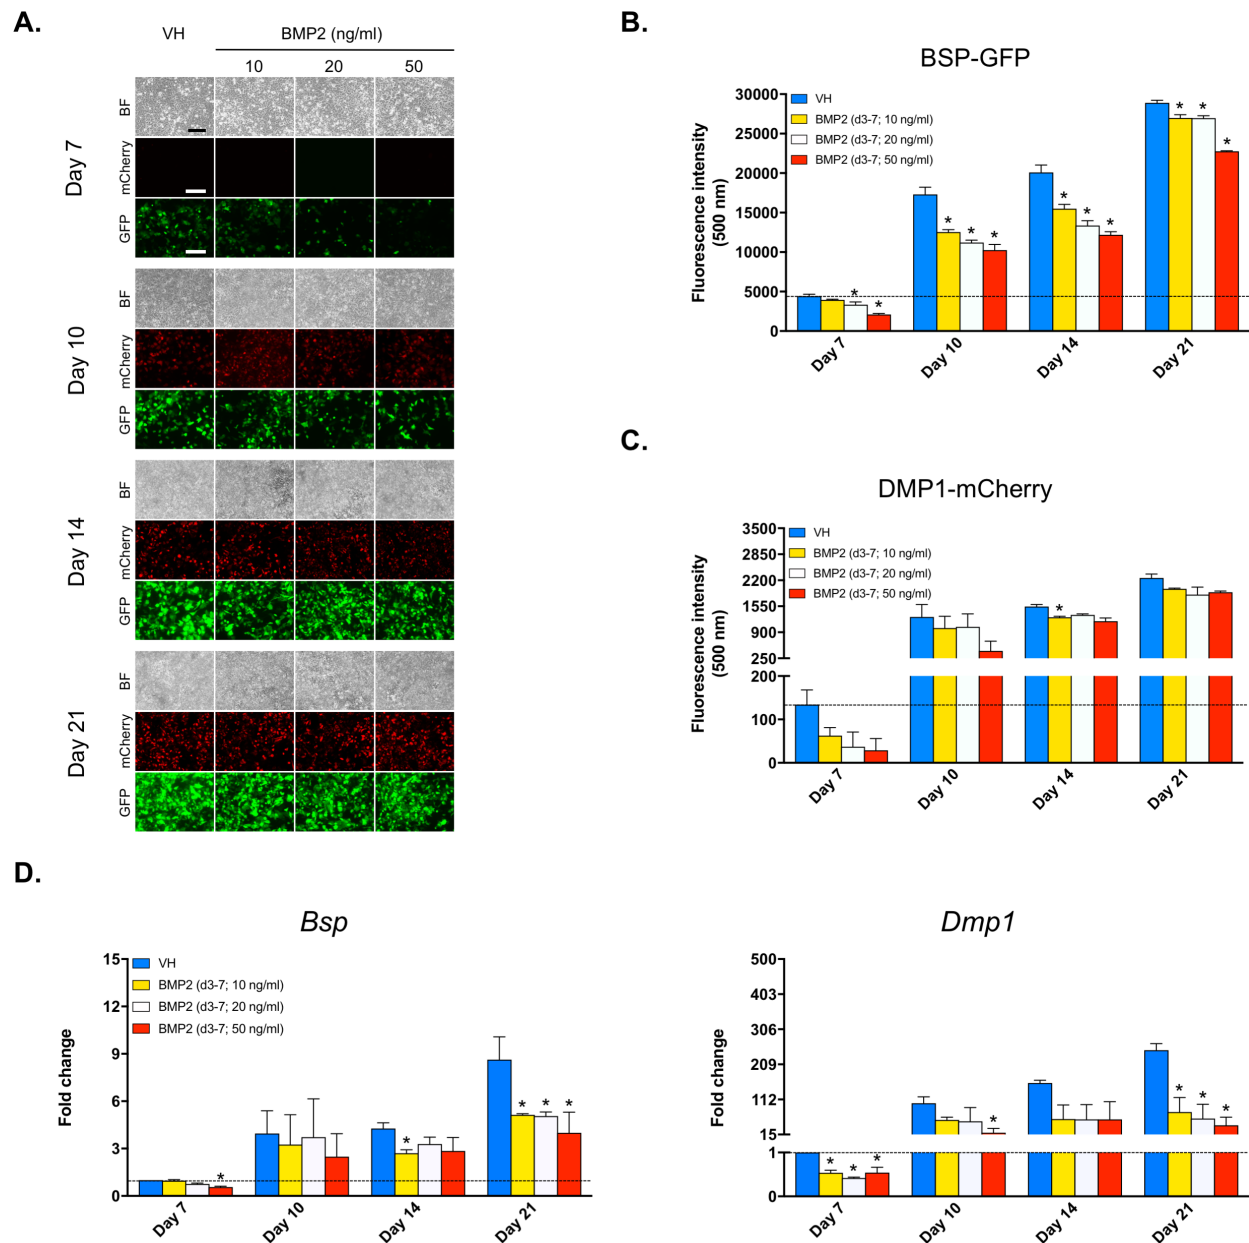 A.
VH
BMP2 (ng/ml)
10
20
50
Day 7
BF
mCherry
GFP
Day 10
BF
mCherry
GFP
Day 14
BF
mCherry
GFP
Day 21
BF
mCherry
GFP
B.
BSP-GFP
Fluorescence intensity
(500 nm)
30000
25000
20000
15000
10000
5000
0
VH
BMP2 (d3-7; 10 ng/ml)
BMP2 (d3-7; 20 ng/ml)
BMP2 (d3-7; 50 ng/ml)
* * * * * * * * * * *
Day 7
Day 10
Day 14
Day 21
C.
DMP1-mCherry
Fluorescence intensity
(500 nm)
3500
2850
2200
1550
900
250
200
100
0
VH
BMP2 (d3-7; 10 ng/ml)
BMP2 (d3-7; 20 ng/ml)
BMP2 (d3-7; 50 ng/ml)
*
Day 7
Day 10
Day 14
Day 21
D.
Bsp
Fold change
15
12
9
6
3
0
VH
BMP2 (d3-7; 10 ng/ml)
BMP2 (d3-7; 20 ng/ml)
BMP2 (d3-7; 50 ng/ml)
* * * * *
Day 7
Day 10
Day 14
Day 21
Dmp1
Fold change
500
403
306
209
112
15
1
0
* * * * * * *
Day 7
Day 10
Day 14
Day 21